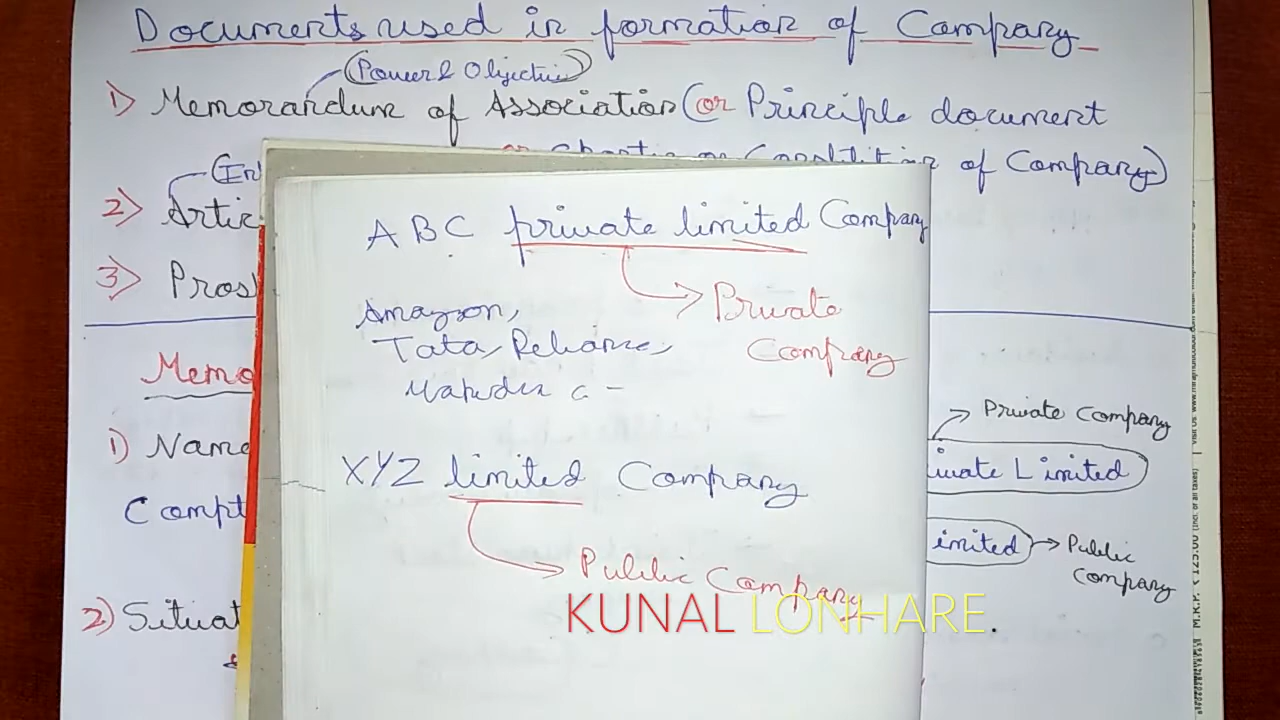 Documents used in formation of Company
(Power & Objective)
1) Memorandum of Association (or Principle document
of Company)
2) Artic
3) Pros
ABC private limited Company
Private
Company
Amazon,
Tata, Reliance,
XYZ limited Company
Public Company
Memo
1) Name
Compt
2) Situat
Private Company
ivate Limited
imited
Public
Company
KUNAL LONHARE.